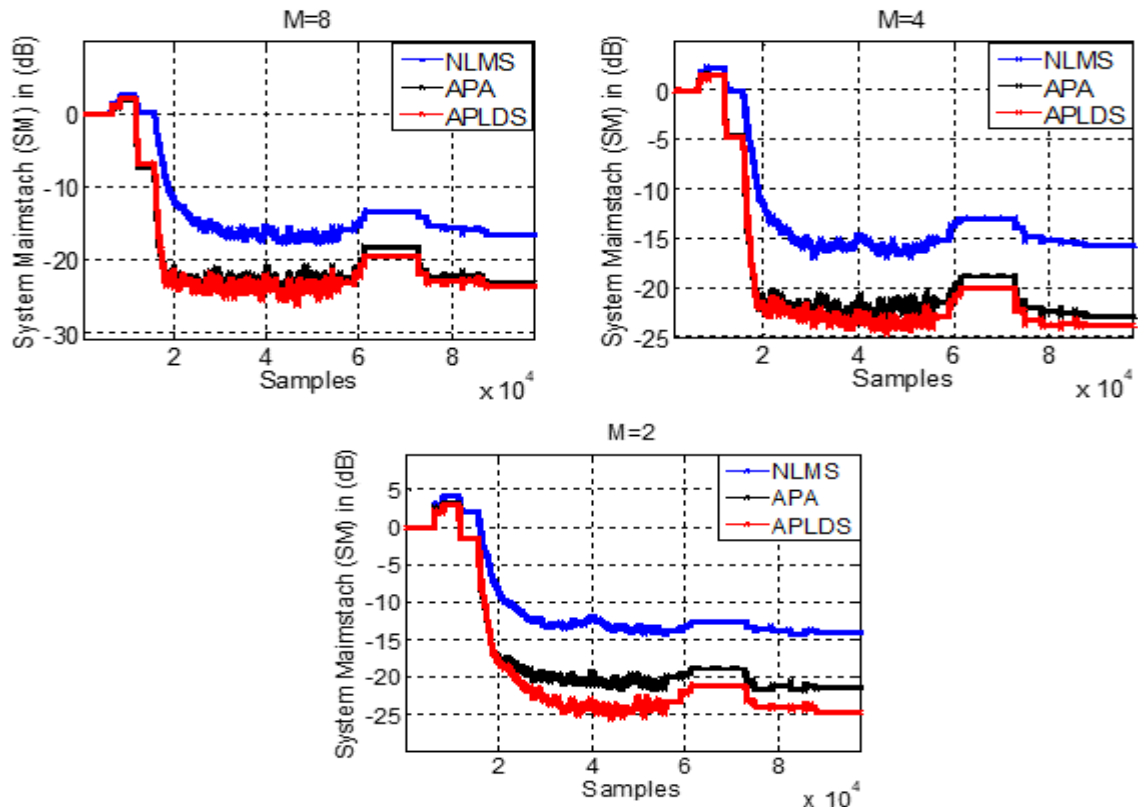 M=8
System Maimstach (SM) in (dB)
0
-10
-20
-30
2
4
6
8
Samples
x 10^4
NLMS
APA
APLDS
M=4
System Maimstach (SM) in (dB)
5
0
-5
-10
-15
-20
-25
2
4
6
8
Samples
x 10^4
NLMS
APA
APLDS
M=2
System Maimstach (SM) in (dB)
5
0
-5
-10
-15
-20
-25
2
4
6
8
Samples
x 10^4
NLMS
APA
APLDS